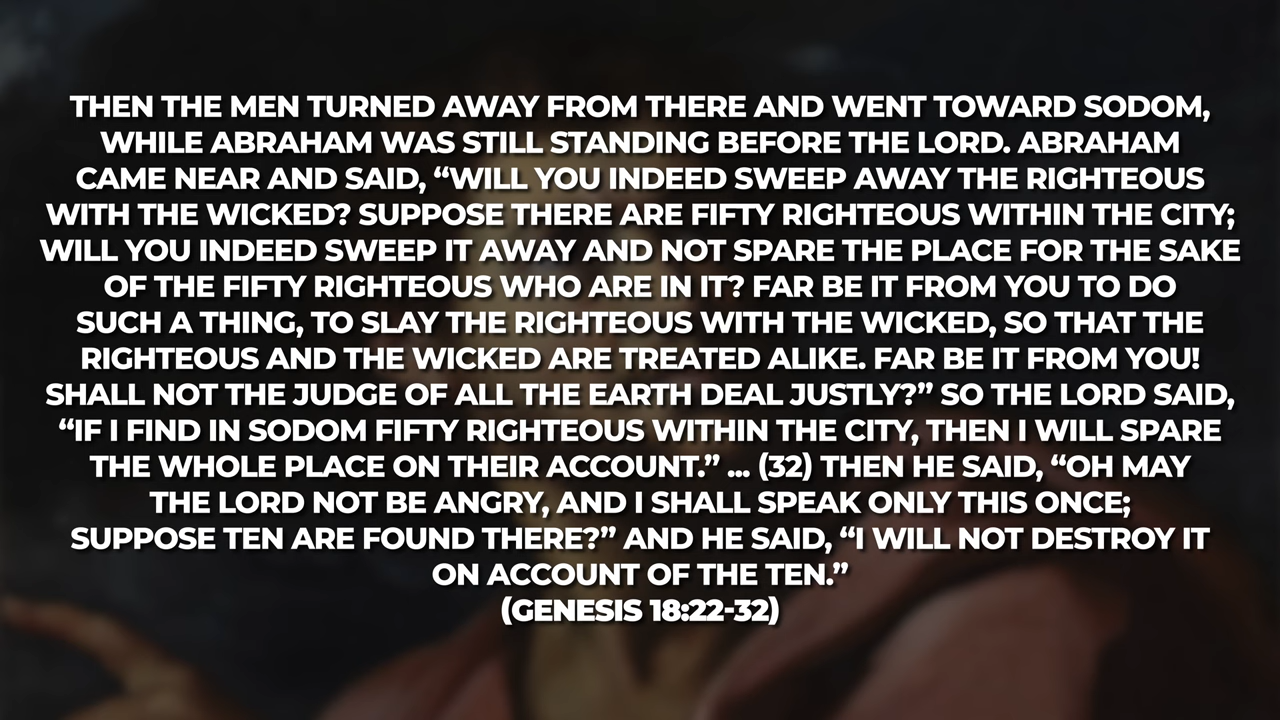 THEN THE MEN TURNED AWAY FROM THERE AND WENT TOWARD SODOM,
WHILE ABRAHAM WAS STILL STANDING BEFORE THE LORD. ABRAHAM
CAME NEAR AND SAID, “WILL YOU INDEED SWEEP AWAY THE RIGHTEOUS
WITH THE WICKED? SUPPOSE THERE ARE FIFTY RIGHTEOUS WITHIN THE CITY;
WILL YOU INDEED SWEEP IT AWAY AND NOT SPARE THE PLACE FOR THE SAKE
OF THE FIFTY RIGHTEOUS WHO ARE IN IT? FAR BE IT FROM YOU TO DO
SUCH A THING, TO SLAY THE RIGHTEOUS WITH THE WICKED, SO THAT THE
RIGHTEOUS AND THE WICKED ARE TREATED ALIKE. FAR BE IT FROM YOU!
SHALL NOT THE JUDGE OF ALL THE EARTH DEAL JUSTLY?” SO THE LORD SAID,
“IF I FIND IN SODOM FIFTY RIGHTEOUS WITHIN THE CITY, THEN I WILL SPARE
THE WHOLE PLACE ON THEIR ACCOUNT.” ... (32) THEN HE SAID, “OH MAY
THE LORD NOT BE ANGRY, AND I SHALL SPEAK ONLY THIS ONCE;
SUPPOSE TEN ARE FOUND THERE?” AND HE SAID, “I WILL NOT DESTROY IT
ON ACCOUNT OF THE TEN.”
(GENESIS 18:22-32)